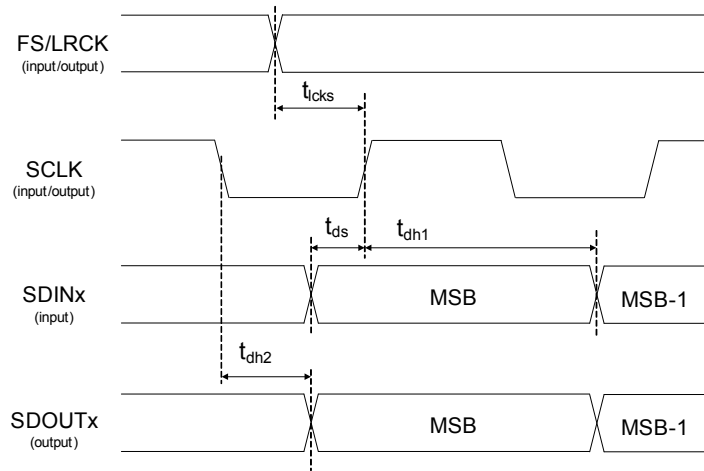 FS/LRCK
(input/output)
t_lcks
SCLK
(input/output)
t_ds
t_dh1
SDINx
(input)
MSB
MSB-1
t_dh2
SDOUTx
(output)
MSB
MSB-1